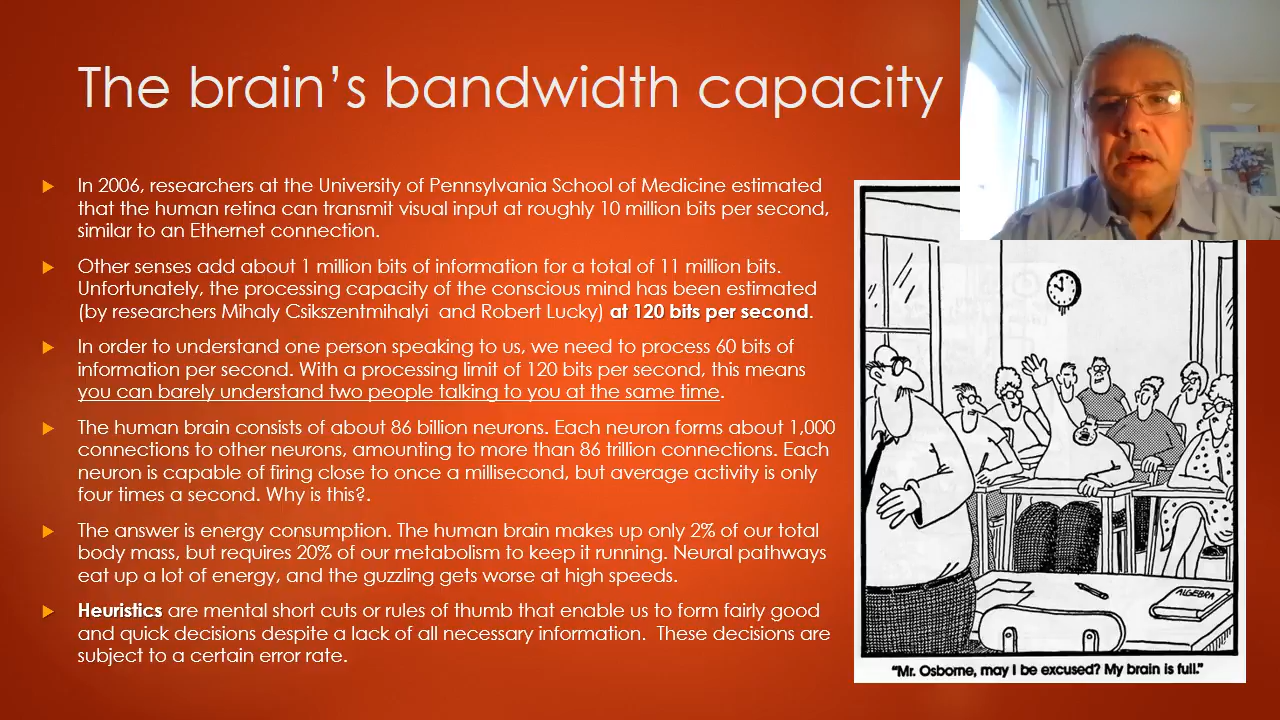 The brain’s bandwidth capacity
In 2006, researchers at the University of Pennsylvania School of Medicine estimated
that the human retina can transmit visual input at roughly 10 million bits per second,
similar to an Ethernet connection.
Other senses add about 1 million bits of information for a total of 11 million bits.
Unfortunately, the processing capacity of the conscious mind has been estimated
(by researchers Mihaly Csikszentmihalyi and Robert Lucky) at 120 bits per second.
In order to understand one person speaking to us, we need to process 60 bits of
information per second. With a processing limit of 120 bits per second, this means
you can barely understand two people talking to you at the same time.
The human brain consists of about 86 billion neurons. Each neuron forms about 1,000
connections to other neurons, amounting to more than 86 trillion connections. Each
neuron is capable of firing close to once a millisecond, but average activity is only
four times a second. Why is this?.
The answer is energy consumption. The human brain makes up only 2% of our total
body mass, but requires 20% of our metabolism to keep it running. Neural pathways
eat up a lot of energy, and the guzzling gets worse at high speeds.
Heuristics are mental short cuts or rules of thumb that enable us to form fairly good
and quick decisions despite a lack of all necessary information. These decisions are
subject to a certain error rate.
ALGEBRA
"Mr. Osborne, may I be excused? My brain is full."